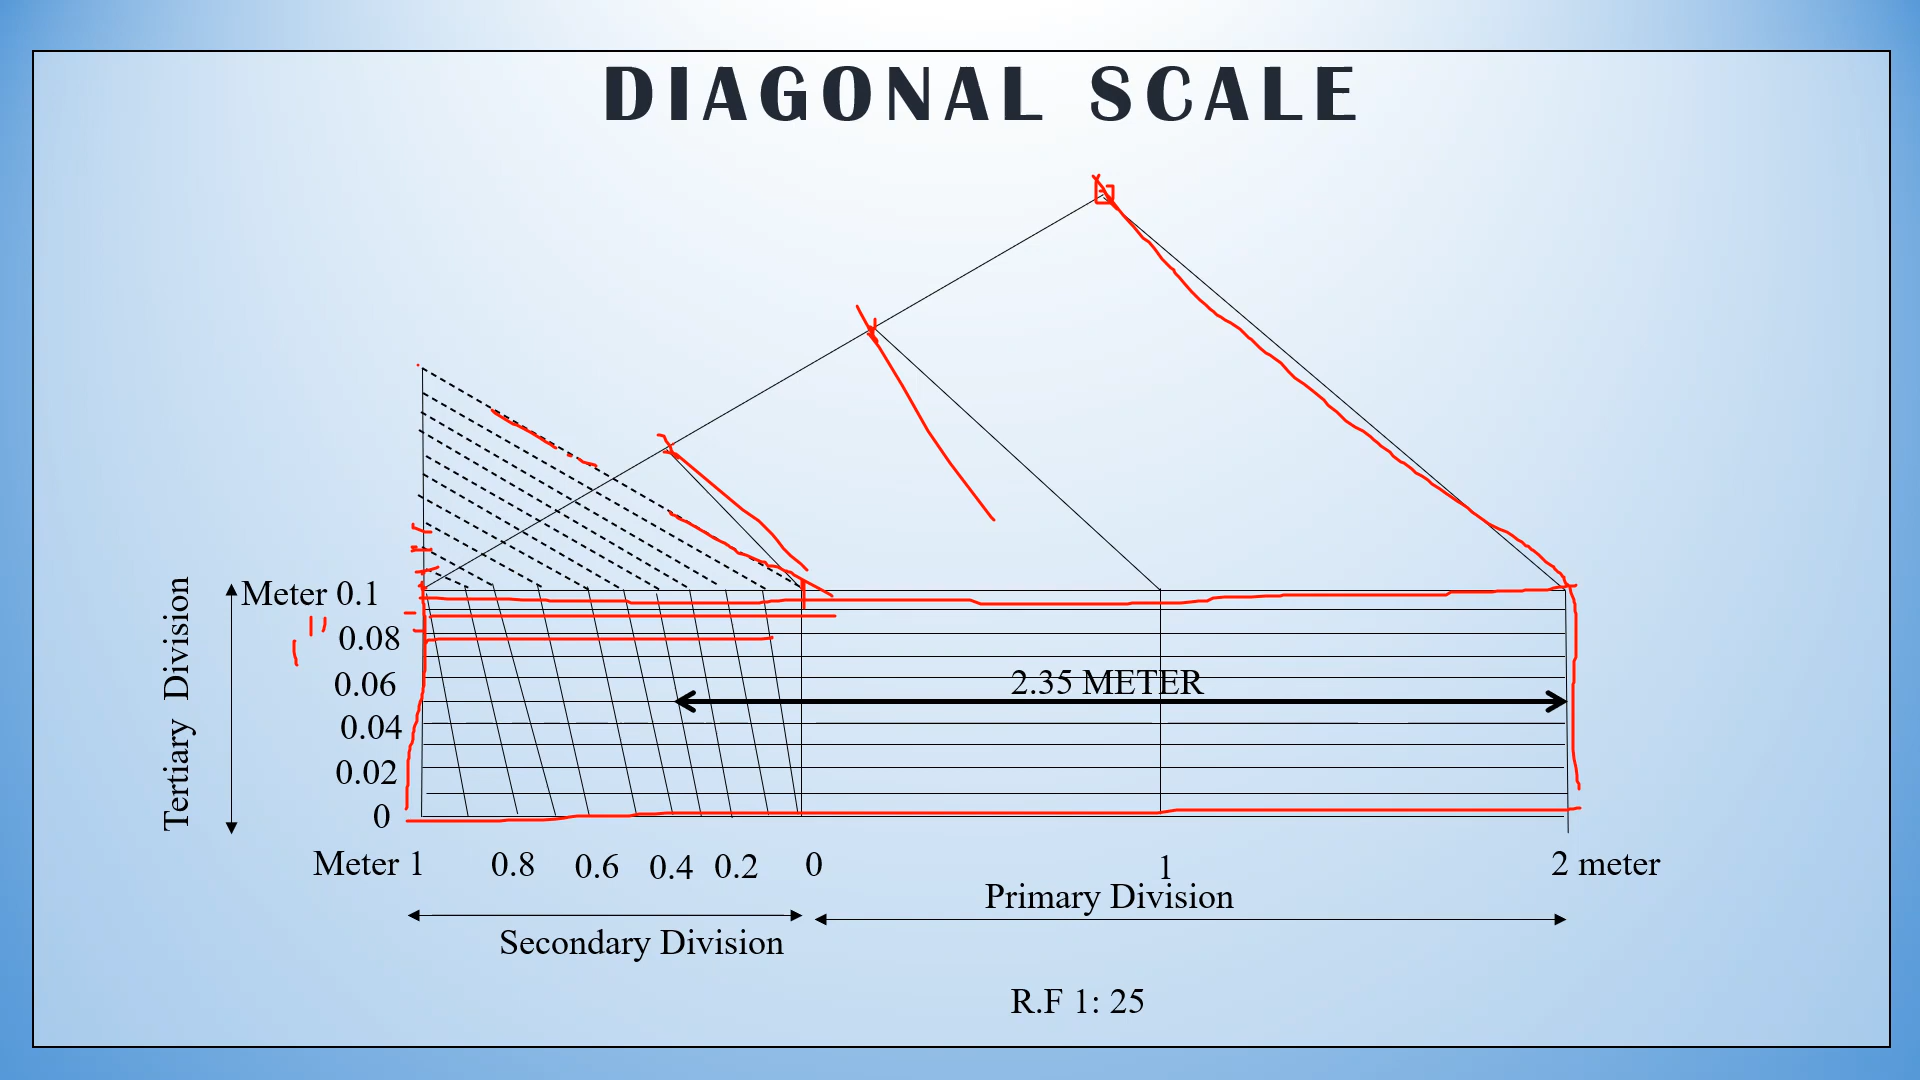 DIAGONAL SCALE
Meter 0.1
0.08
0.06
0.04
0.02
0
Tertiary Division
2.35 METER
Meter 1 0.8 0.6 0.4 0.2 0 1 2 meter
Primary Division
Secondary Division
R.F 1: 25